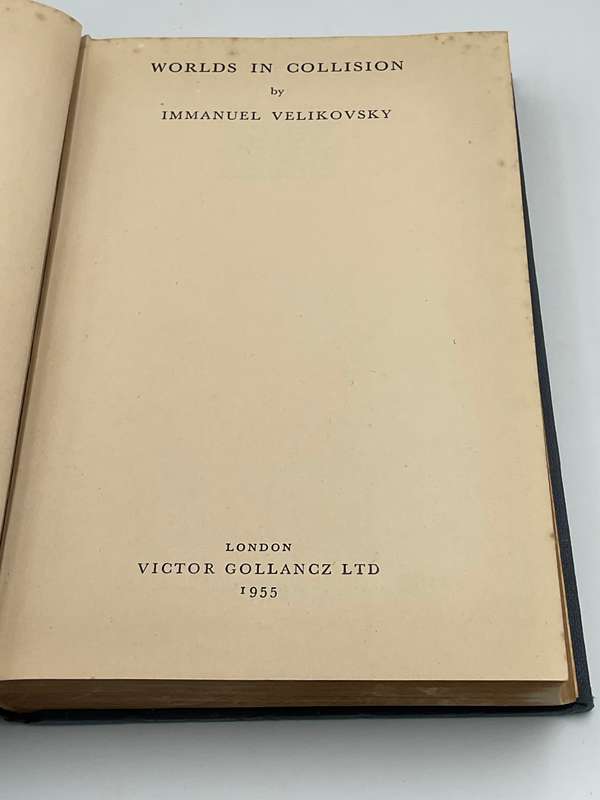 WORLDS IN COLLISION
by
IMMANUEL VELIKOVSKY
LONDON
VICTOR GOLLANCZ LTD
1955